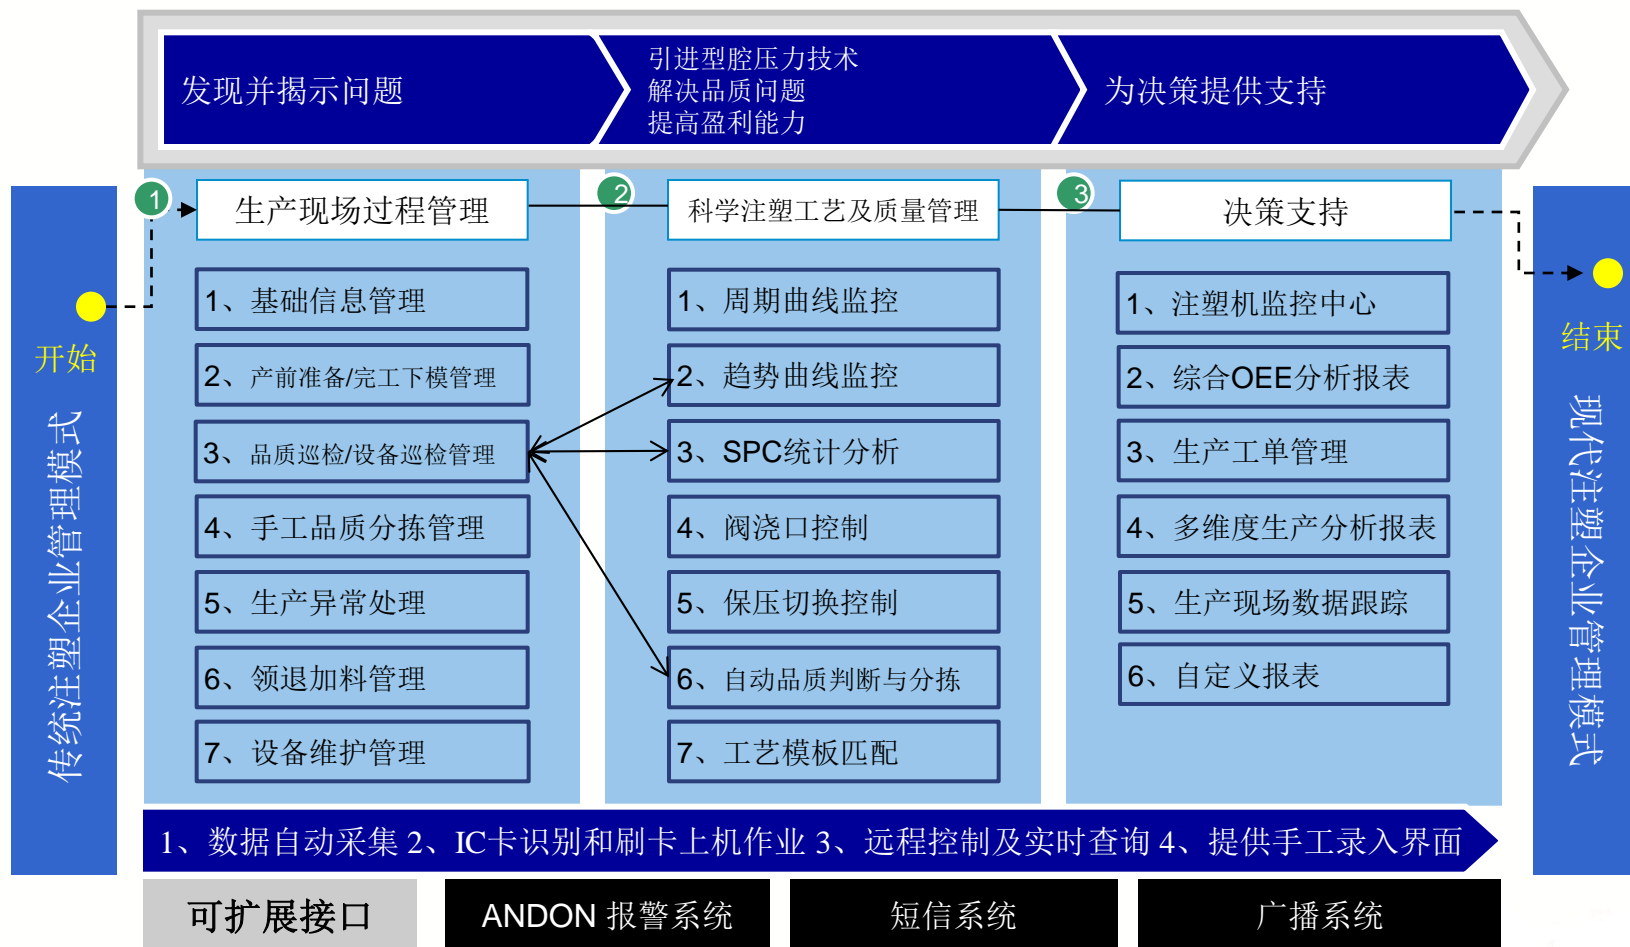 发现并揭示问题
引进型腔压力技术
解决品质问题
提高盈利能力
为决策提供支持
开始
传统注塑企业管理模式
1
生产现场过程管理
1、基础信息管理
2、产前准备/完工下模管理
3、品质巡检/设备巡检管理
4、手工品质分拣管理
5、生产异常处理
6、领退加料管理
7、设备维护管理
2
科学注塑工艺及质量管理
1、周期曲线监控
2、趋势曲线监控
3、SPC统计分析
4、阀浇口控制
5、保压切换控制
6、自动品质判断与分拣
7、工艺模板匹配
3
决策支持
1、注塑机监控中心
2、综合OEE分析报表
3、生产工单管理
4、多维度生产分析报表
5、生产现场数据跟踪
6、自定义报表
结束
现代注塑企业管理模式
1、数据自动采集 2、IC卡识别和刷卡上机作业 3、远程控制及实时查询 4、提供手工录入界面
可扩展接口
ANDON 报警系统
短信系统
广播系统